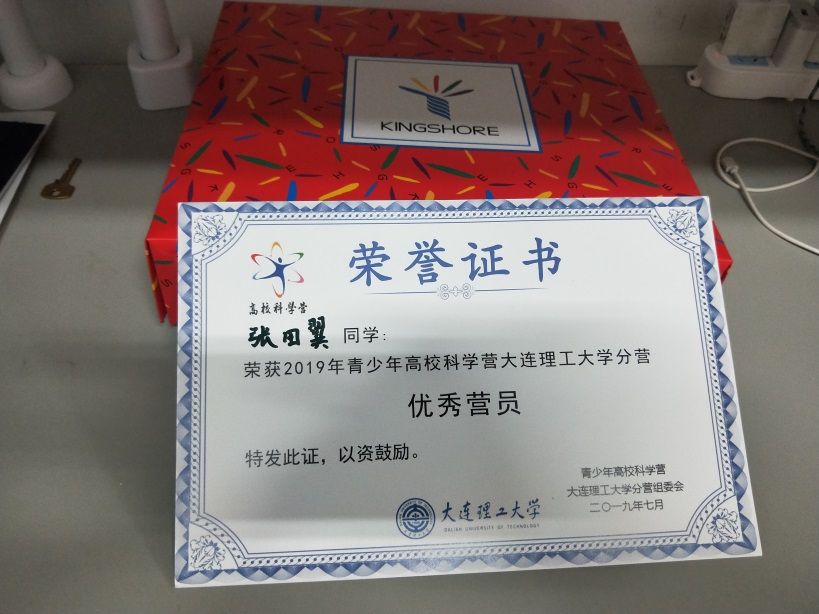 KINGSHORE
荣誉证书
高校科学营
张田翼 同学:
荣获2019年青少年高校科学营大连理工大学分营
优秀营员
特发此证，以资鼓励。
青少年高校科学营
大连理工大学分营组委会
二〇一九年七月
大连理工大学
DALIAN UNIVERSITY OF TECHNOLOGY